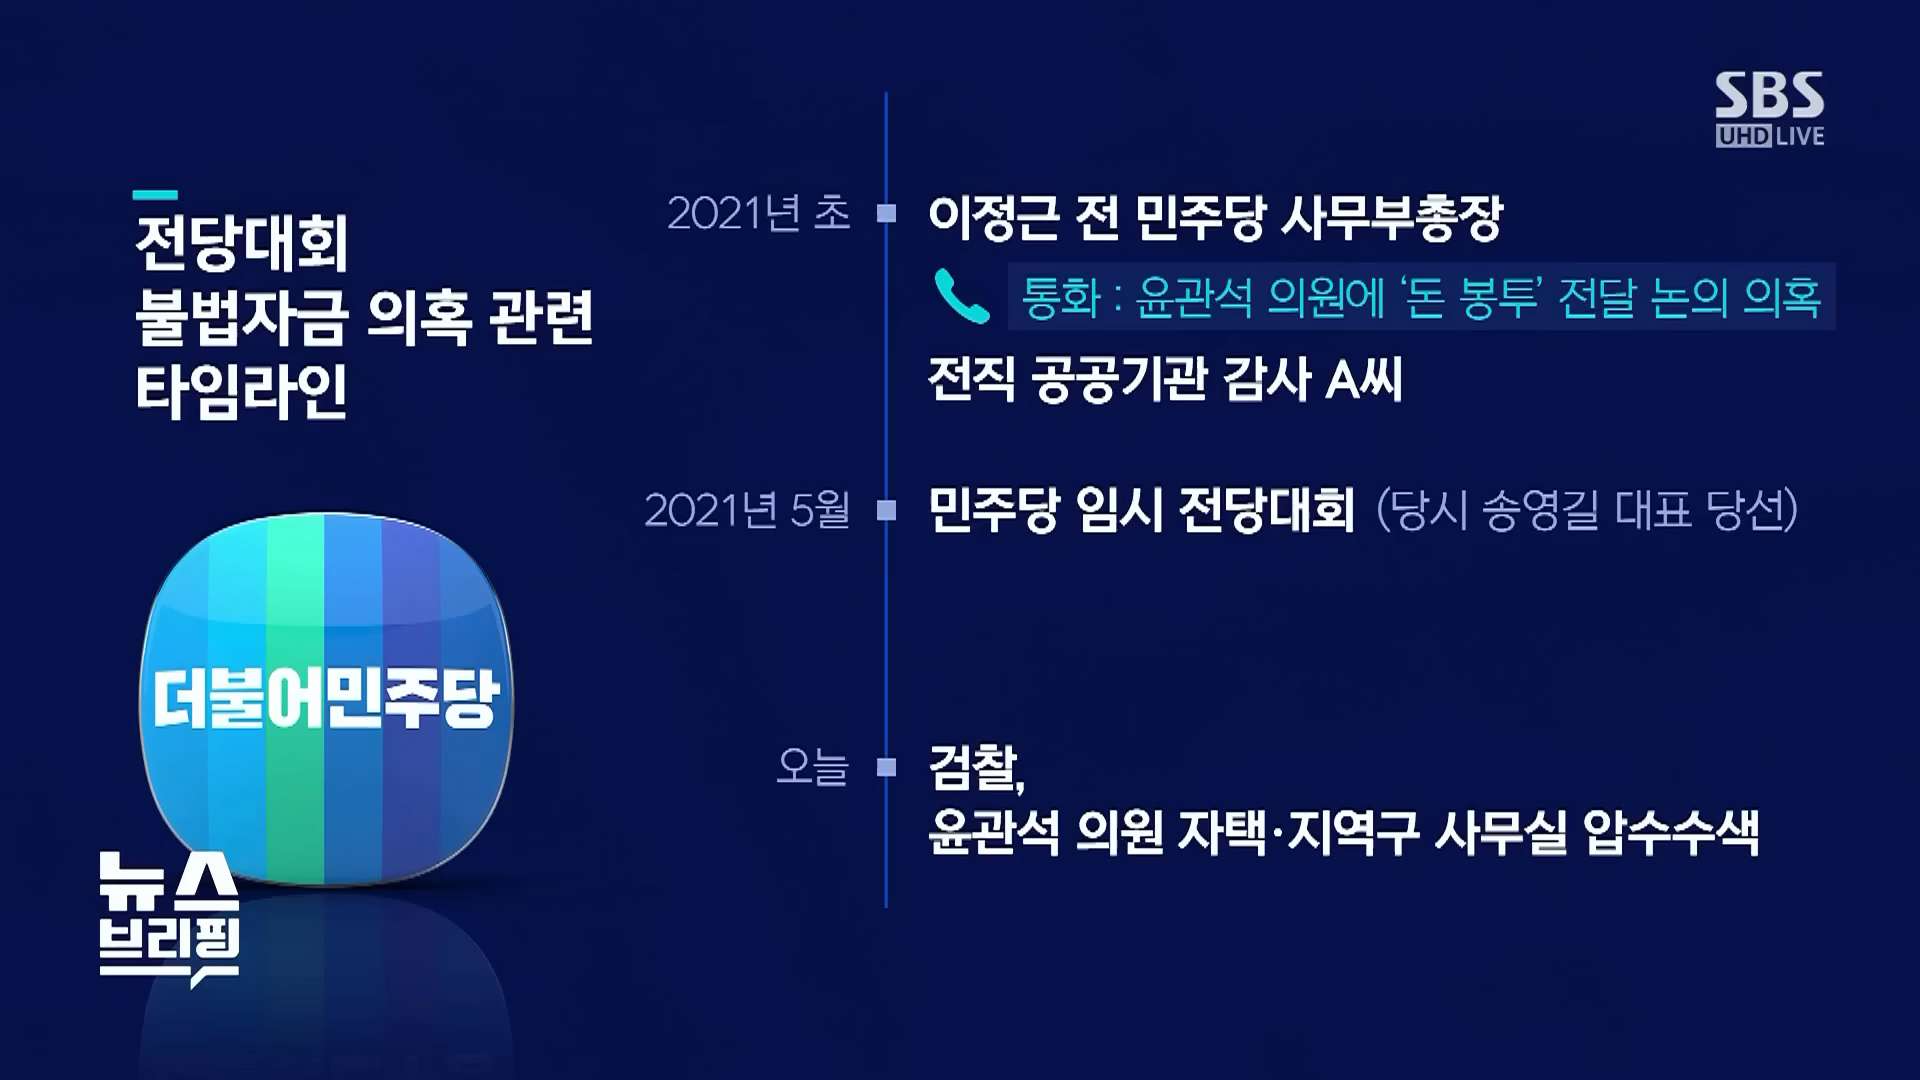 SBS
UHD LIVE
전당대회
불법자금 의혹 관련
타임라인
2021년 초
이정근 전 민주당 사무부총장
통화 : 윤관석 의원에 ‘돈 봉투’ 전달 논의 의혹
전직 공공기관 감사 A씨
2021년 5월
민주당 임시 전당대회 (당시 송영길 대표 당선)
오늘
검찰,
윤관석 의원 자택·지역구 사무실 압수수색
더불어민주당
뉴스
브리핑